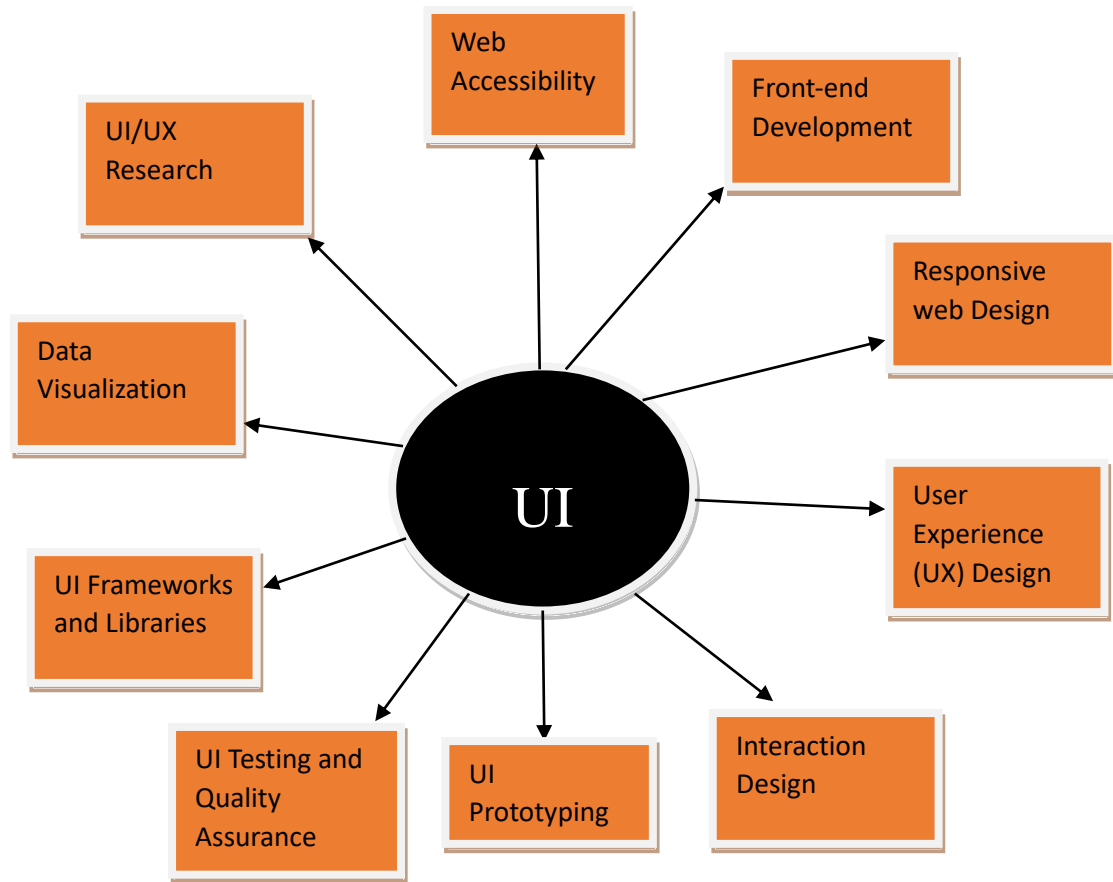 Web
Accessibility
Front-end
Development
UI/UX
Research
Responsive
web Design
Data
Visualization
UI
User
Experience
(UX) Design
UI Frameworks
and Libraries
Interaction
Design
UI Testing and
Quality
Assurance
UI
Prototyping